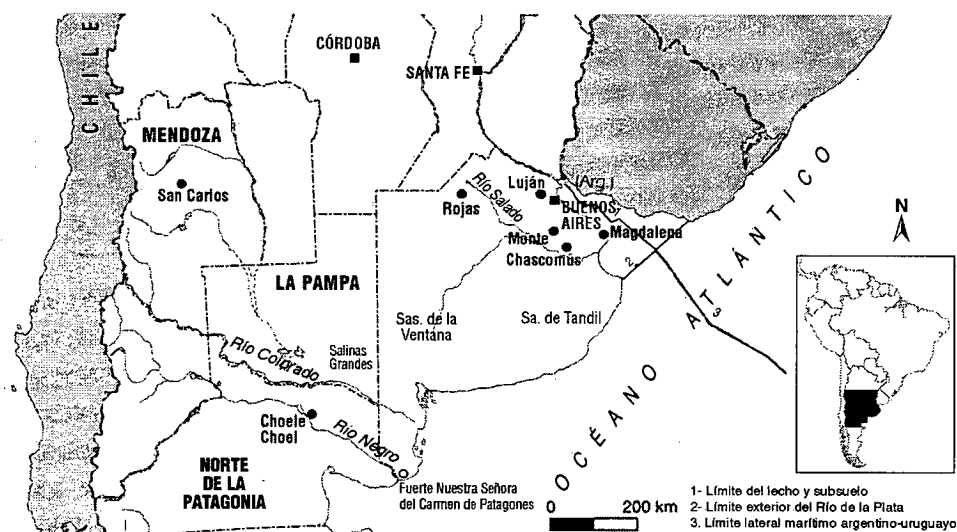 CHILE
CÓRDOBA
SANTA FE
MENDOZA
San Carlos
Río Salado
Luján
(Arg.)
Rojas
BUENOS
AIRES
Monte
Magdalena
Chascomús
2
N
ATLÁNTICO
3
LA PAMPA
Sas. de la
Ventana
Sa. de Tandil
Río Colorado
Salinas
Grandes
OCÉANO
Choele
Choel
Río Negro
NORTE
DE LA
PATAGONIA
Fuerte Nuestra Señora
del Carmen de Patagones
0 200 km
1- Límite del lecho y subsuelo
2- Límite exterior del Río de la Plata
3. Límite lateral marítimo argentino-uruguayo